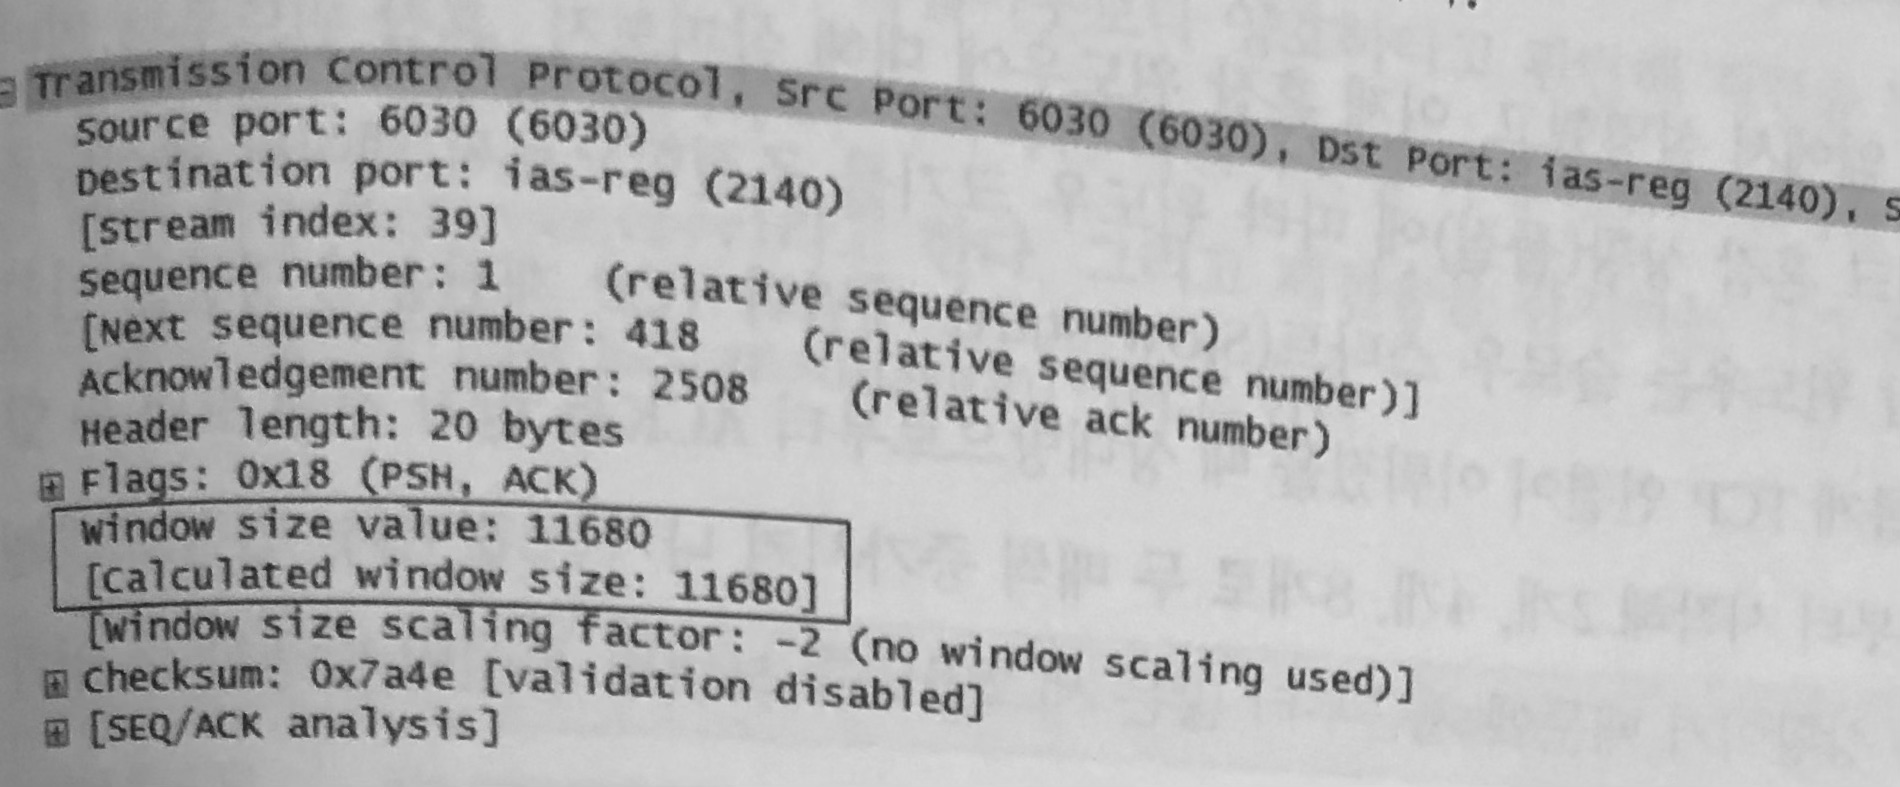 Transmission Control Protocol, Src Port: 6030 (6030), Dst Port: ias-reg (2140), S
Source port: 6030 (6030)
Destination port: ias-reg (2140)
[Stream index: 39]
Sequence number: 1 (relative sequence number)
[Next sequence number: 418 (relative sequence number)]
Acknowledgement number: 2508 (relative ack number)
Header length: 20 bytes
Flags: 0x18 (PSH, ACK)
Window size value: 11680
[Calculated window size: 11680]
[Window size scaling factor: -2 (no window scaling used)]
Checksum: 0x7a4e [validation disabled]
[SEQ/ACK analysis]